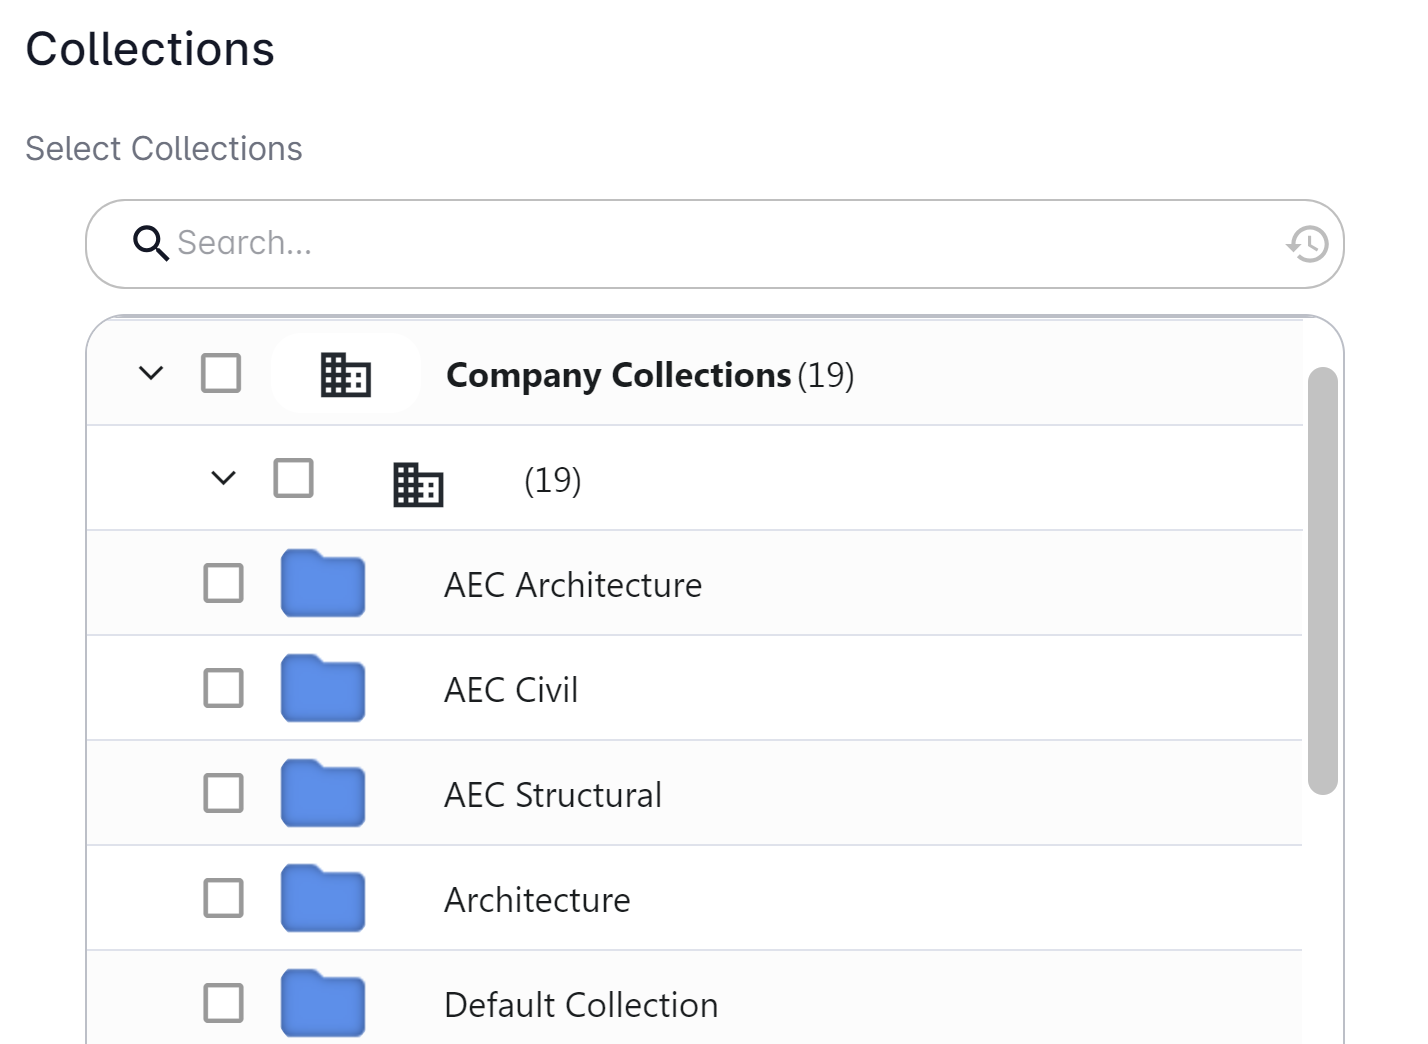 Collections
Select Collections
Search...
Company Collections (19)
(19)
AEC Architecture
AEC Civil
AEC Structural
Architecture
Default Collection